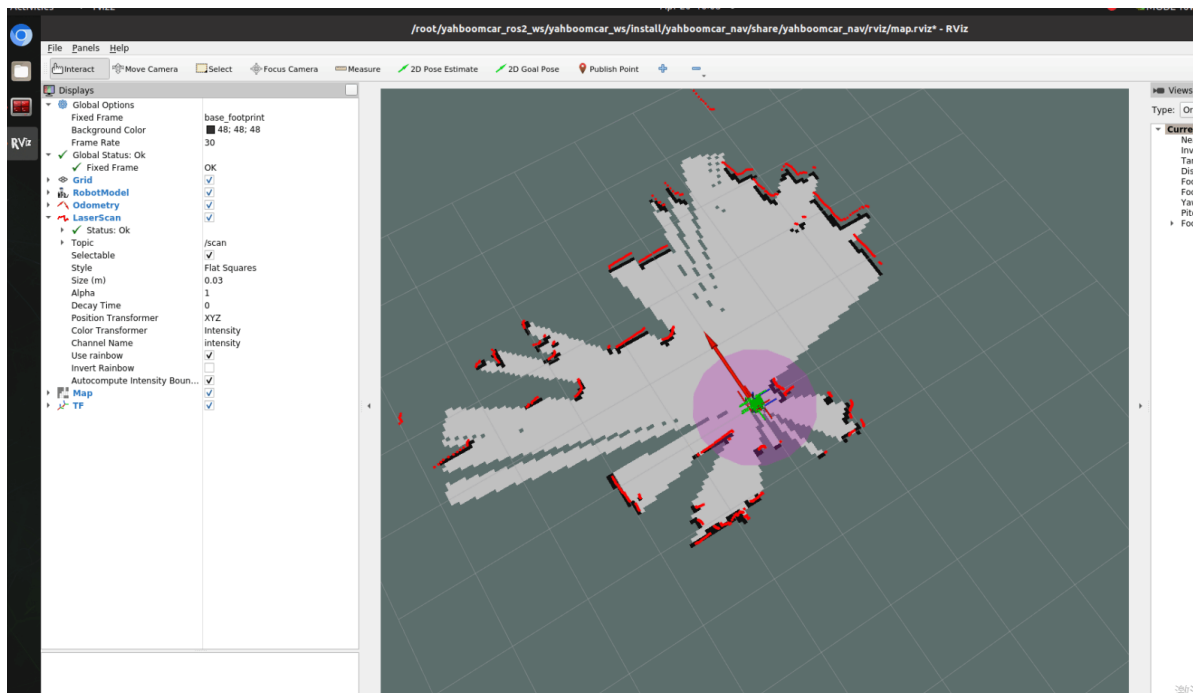 /root/yahboomcar_ros2_ws/yahboomcar_ws/install/yahboomcar_nav/share/yahboomcar_nav/rviz/map.rviz* - RViz
File Panels Help
Interact Move Camera Select Focus Camera Measure 2D Pose Estimate 2D Goal Pose Publish Point
Displays
Views
Type:
Global Options
Fixed Frame base_footprint
Background Color 48; 48; 48
Frame Rate 30
Global Status: Ok
Fixed Frame OK
Grid
RobotModel
Odometry
LaserScan
Status: Ok
Topic /scan
Selectable
Style Flat Squares
Size (m) 0.03
Alpha 1
Decay Time 0
Position Transformer XYZ
Color Transformer Intensity
Channel Name intensity
Use rainbow
Invert Rainbow
Autocompute Intensity Boun...
Map
TF
RViz